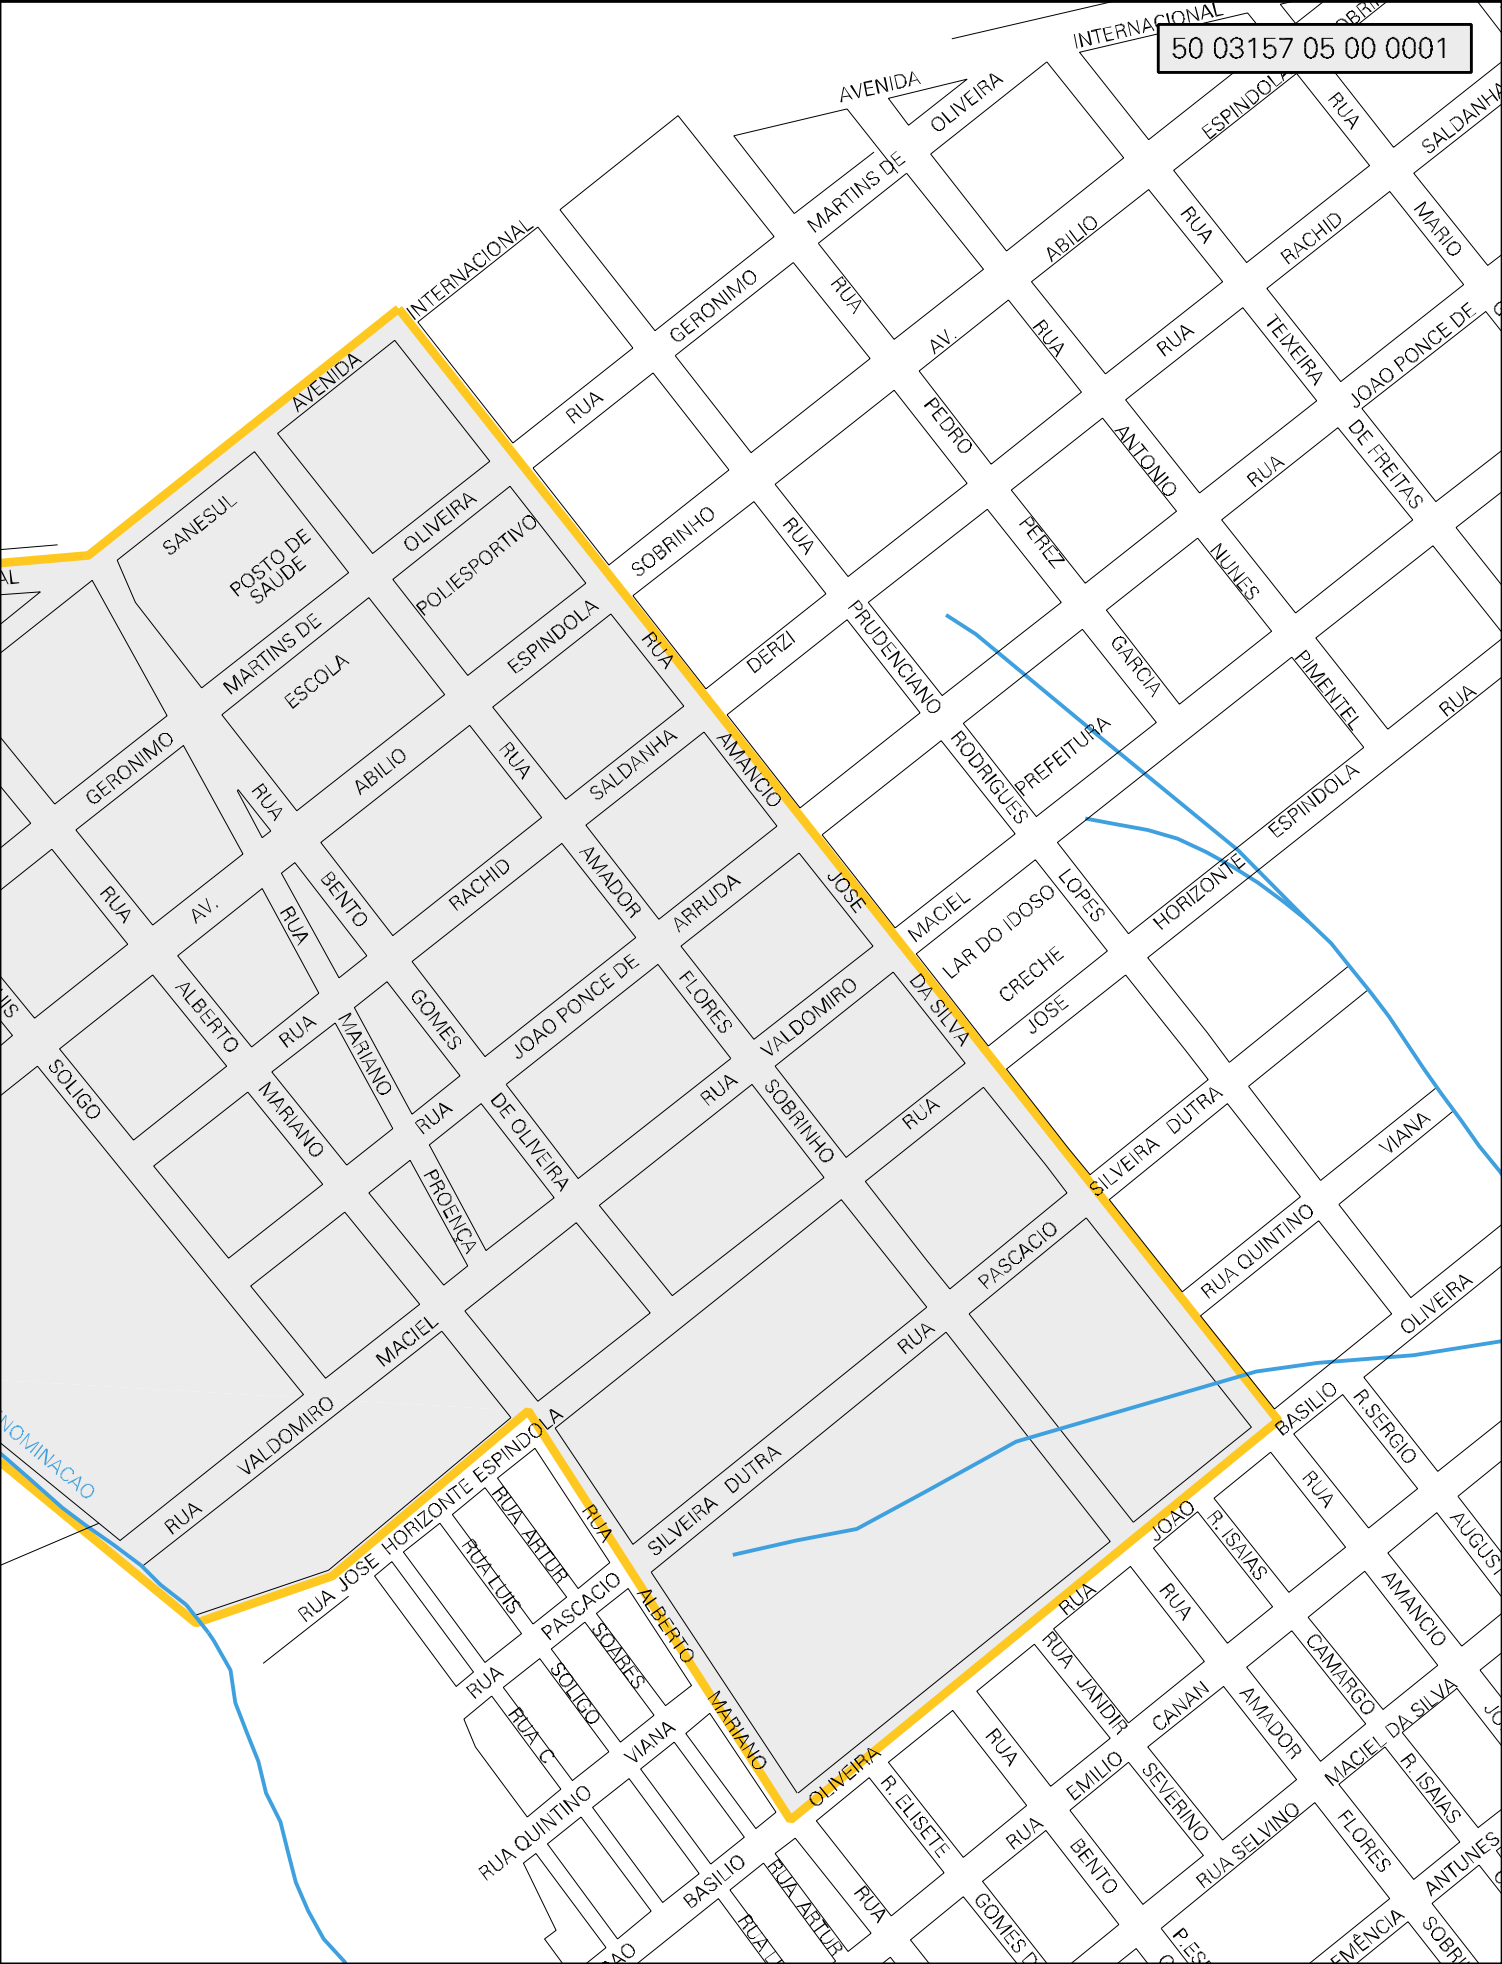 INTERNACIONAL
50 03157 05 00 0001
AVENIDA
OLIVEIRA
ESPINDOLA
RUA
SALDANHA
MARTINS DE
INTERNACIONAL
ABILIO
RUA
RACHID
MARIO
GERONIMO
RUA
AV.
RUA
RUA
TEIXEIRA
JOAO PONCE DE
AVENIDA
RUA
PEDRO
ANTONIO
RUA
DE FREITAS
SANESUL
OLIVEIRA
POLIESPORTIVO
SOBRINHO
RUA
PEREZ
NUNES
POSTO DE
SAUDE
MARTINS DE
ESCOLA
ESPINDOLA
RUA
DERZI
PRUDENCIANO
GARCIA
PIMENTEL
RUA
GERONIMO
RUA
ABILIO
RUA
SALDANHA
AMANCIO
RODRIGUES
PREFEITURA
ESPINDOLA
RUA
AV.
RUA
BENTO
RACHID
AMADOR
ARRUDA
JOSE
MACIEL
LAR DO IDOSO
CRECHE
LOPES
HORIZONTE
ALBERTO
RUA
MARIANO
GOMES
JOAO PONCE DE
FLORES
VALDOMIRO
DA SILVA
JOSE
SOLIGO
MARIANO
RUA
DE OLIVEIRA
RUA
SOBRINHO
RUA
SILVEIRA DUTRA
VIANA
PROENÇA
PASCACIO
RUA QUINTINO
OLIVEIRA
MACIEL
RUA
VALDOMIRO
RUA
NOMINACAO
SILVEIRA DUTRA
BASILIO
R.SERGIO
RUA JOSE HORIZONTE ESPINDOLA
RUA ARTUR
RUA LUIS
RUA
PASCACIO
SOARES
SOLIGO
RUA
RUA C
ALBERTO
MARIANO
VIANA
RUA QUINTINO
BASILIO
OLIVEIRA
RUA
JOAO
R. ISAIAS
RUA
RUA
RUA JANDIR
CANAN
AMADOR
CAMARGO
AMANCIO
AUGUS
MACIEL DA SILVA
RUA
EMILIO
SEVERINO
R. ISAIAS
R. ELISETE
RUA
BENTO
RUA SELVINO
FLORES
ANTUNES
RUA ARTUR
RUA
GOMES D